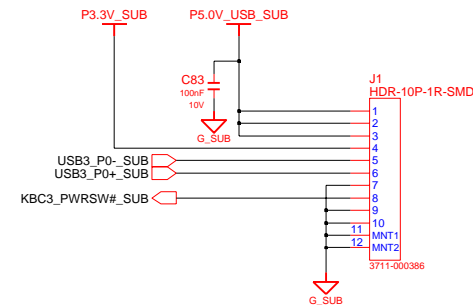 P3.3V_SUB
P5.0V_USB_SUB
C83
100nF
10V
G_SUB
J1
HDR-10P-1R-SMD
1
2
3
4
USB3_P0-_SUB 5
USB3_P0+_SUB 6
7
KBC3_PWRSW#_SUB 8
9
10
11 MNT1
12 MNT2
3711-000386
G_SUB